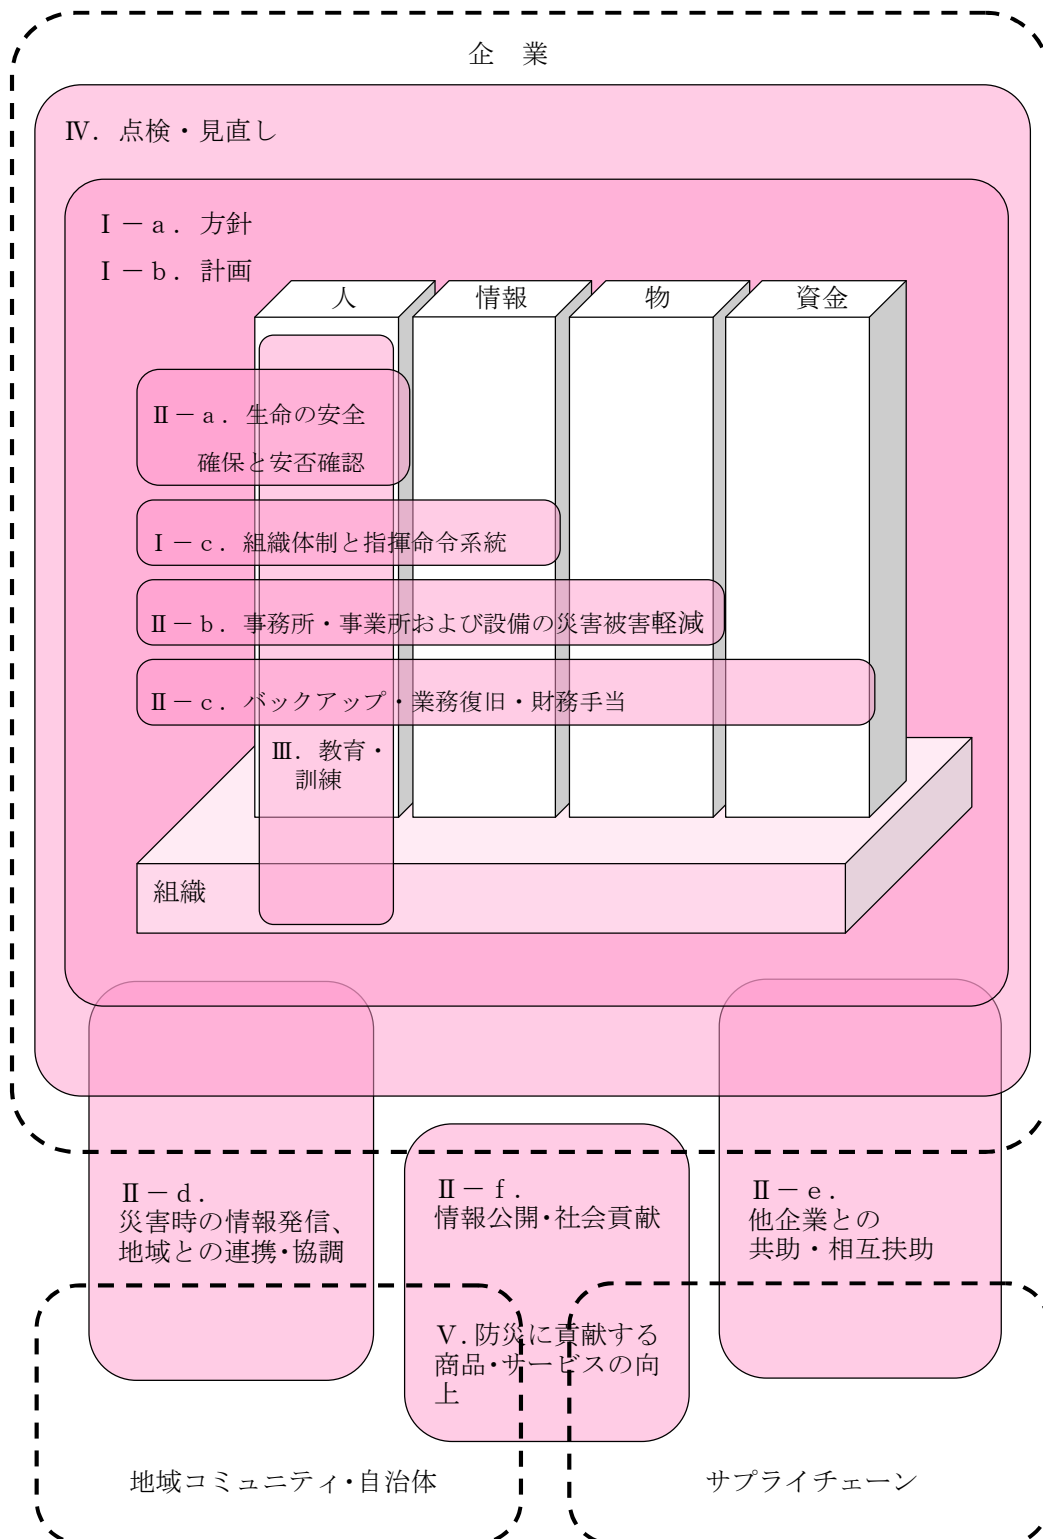 企　業
Ⅳ．点検・見直し
Ⅰ－ａ．方針
Ⅰ－ｂ．計画
人
情報
物
資金
Ⅱ－ａ．生命の安全
確保と安否確認
Ⅰ－ｃ．組織体制と指揮命令系統
Ⅱ－ｂ．事務所・事業所および設備の災害被害軽減
Ⅱ－ｃ．バックアップ・業務復旧・財務手当
Ⅲ．教育・
訓練
組織
Ⅱ－ｄ．
災害時の情報発信、
地域との連携・協調
Ⅱ－ｆ．
情報公開・社会貢献
Ⅱ－ｅ．
他企業との
共助・相互扶助
Ⅴ．防災に貢献する
商品・サービスの向
上
地域コミュニティ・自治体
サプライチェーン